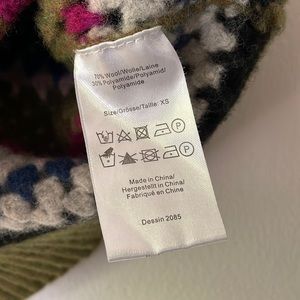 70% Wool/Wolle/Laine
30% Polyamide/Polyamid/
Polyamide
Size/Grösse/Taille: XS
P
P
Made in China/
Hergestellt in China/
Fabriqué en Chine
Dessin 2085